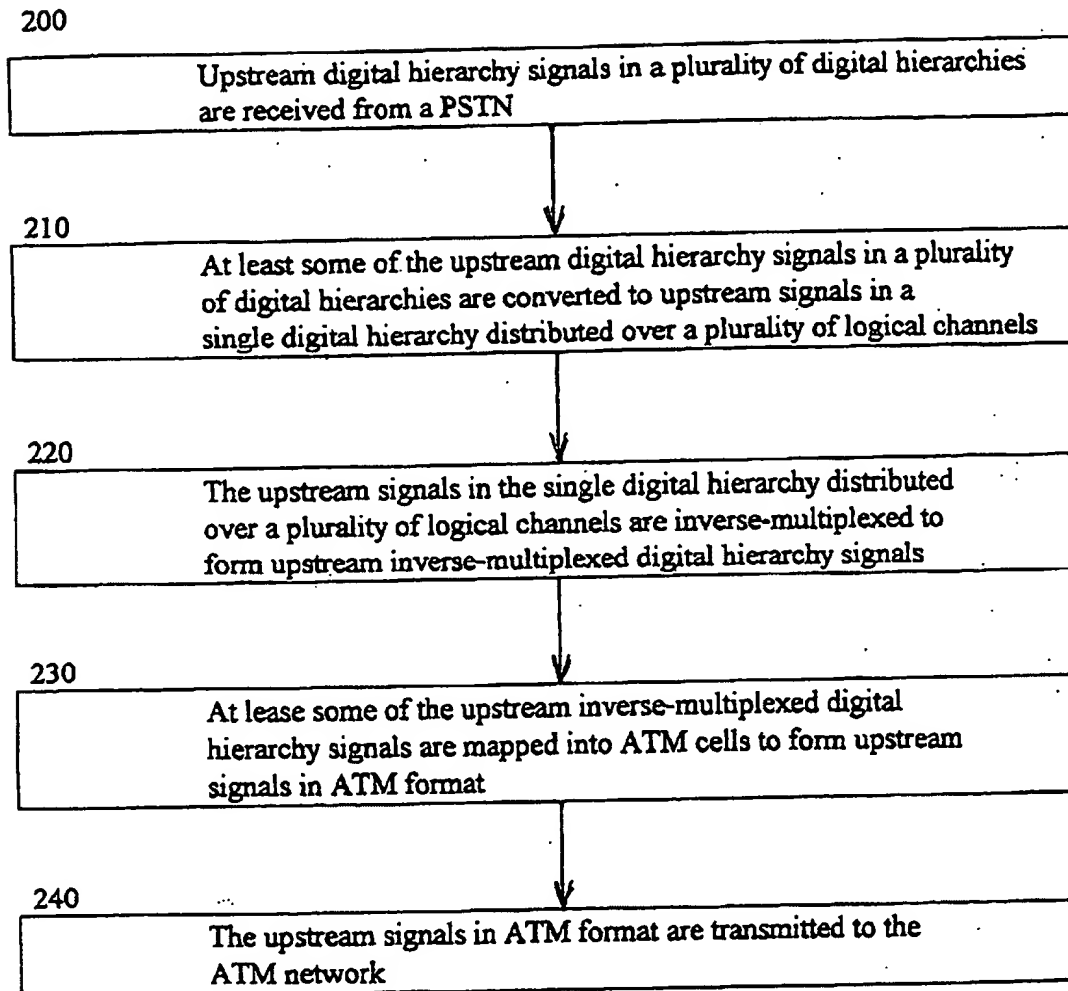 200
Upstream digital hierarchy signals in a plurality of digital hierarchies
are received from a PSTN
210
At least some of the upstream digital hierarchy signals in a plurality
of digital hierarchies are converted to upstream signals in a
single digital hierarchy distributed over a plurality of logical channels
220
The upstream signals in the single digital hierarchy distributed
over a plurality of logical channels are inverse-multiplexed to
form upstream inverse-multiplexed digital hierarchy signals
230
At lease some of the upstream inverse-multiplexed digital
hierarchy signals are mapped into ATM cells to form upstream
signals in ATM format
240
The upstream signals in ATM format are transmitted to the
ATM network